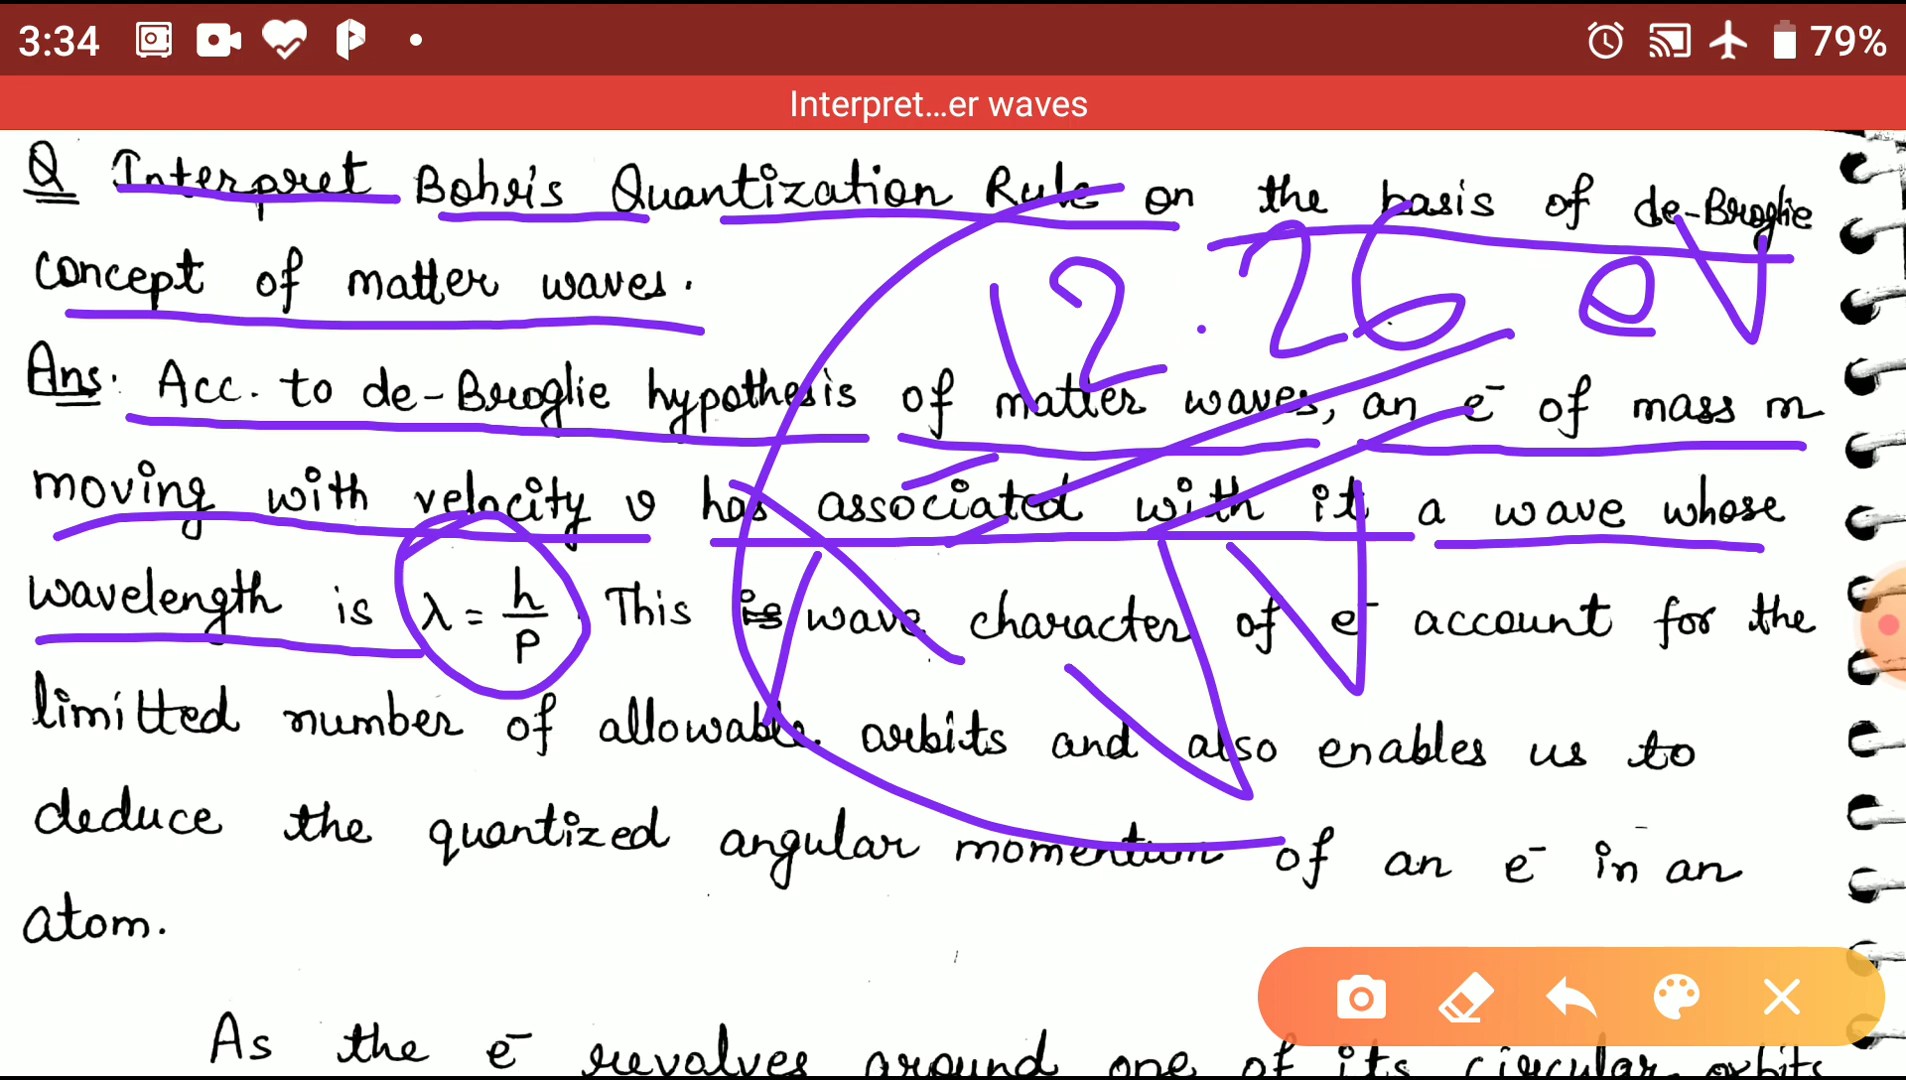 3:34
79%
Interpret...er waves
Q Interpret Bohr's Quantization Rule on the basis of de-Broglie
concept of matter waves.
12.26 eV
Ans. Acc. to de-Broglie hypothesis of matter waves, an e⁻ of mass m
moving with velocity v has associated with it a wave whose
wavelength is λ = h/p. This is wave character of e⁻ account for the
limitted number of allowable orbits and also enables us to
deduce the quantized angular momentum of an e⁻ in an
atom.
As the e⁻ revolves around one of its circular orbits